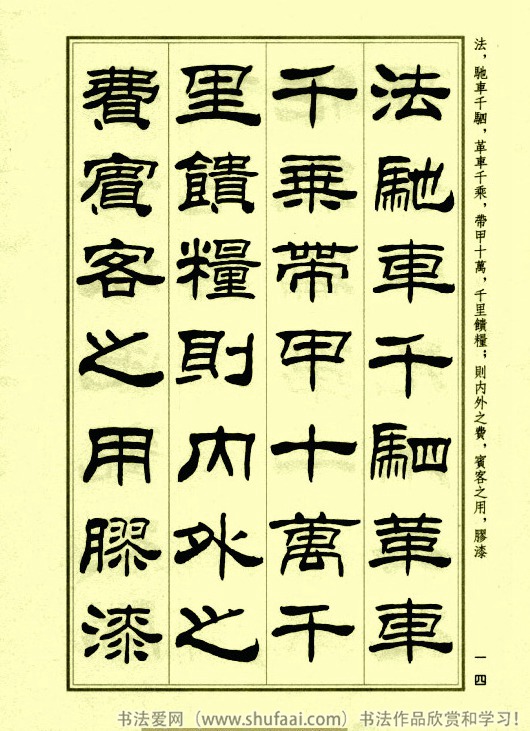 法，馳車千駟，革車千乘，帶甲十萬，千里饋糧；則内外之費，賓客之用，膠漆
法馳車千駟革車
千乘帶甲十萬千
里饋糧則内外之
費賓客之用膠漆
一四
书法爱网（www.shufaai.com）书法作品欣赏和学习！